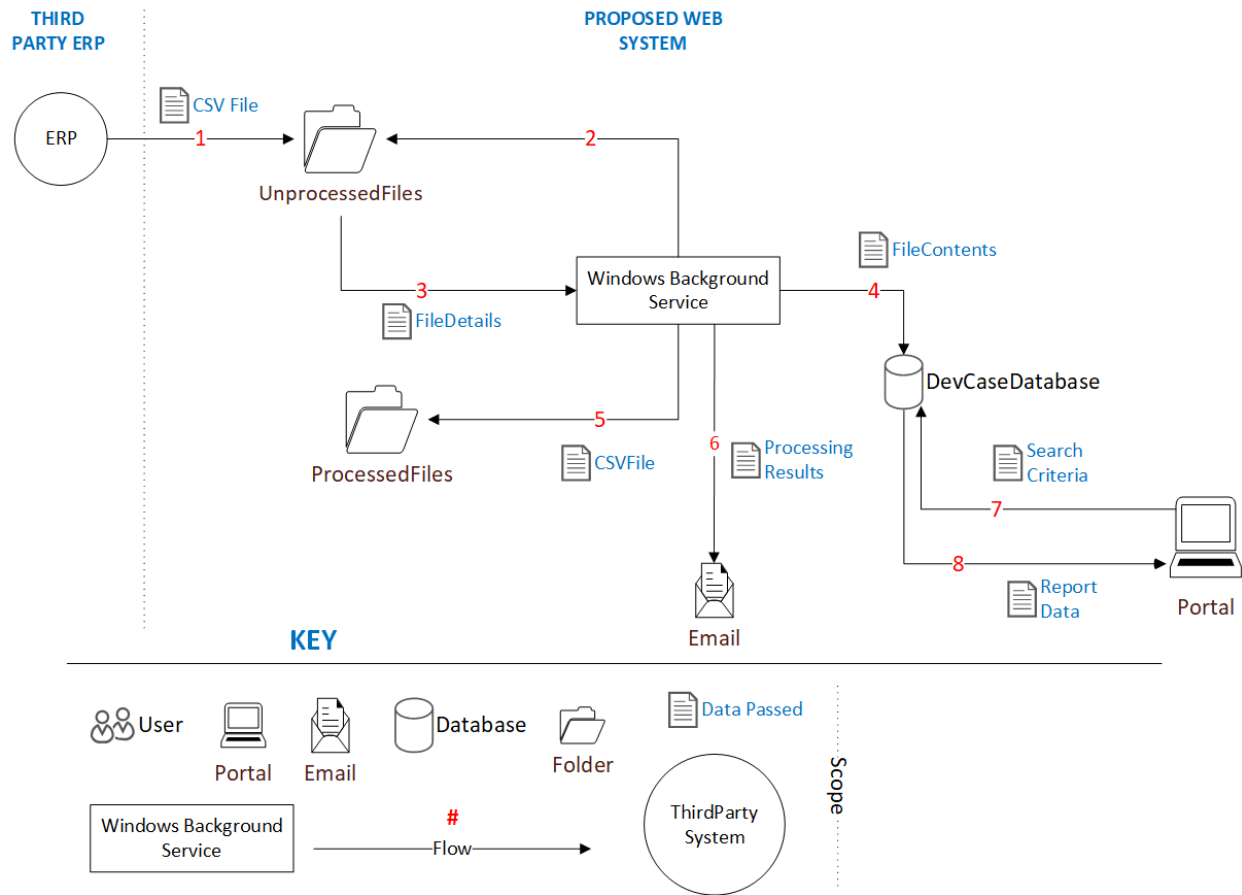 THIRD
PARTY ERP
PROPOSED WEB
SYSTEM
CSV File
ERP
1
2
UnprocessedFiles
FileContents
Windows Background
Service
3
4
FileDetails
DevCaseDatabase
5
6
Processing
Results
CSVFile
ProcessedFiles
Search
Criteria
7
8
Report
Data
Portal
Email
KEY
User
Portal
Email
Database
Folder
Data Passed
Scope
Windows Background
Service
#
Flow
ThirdParty
System